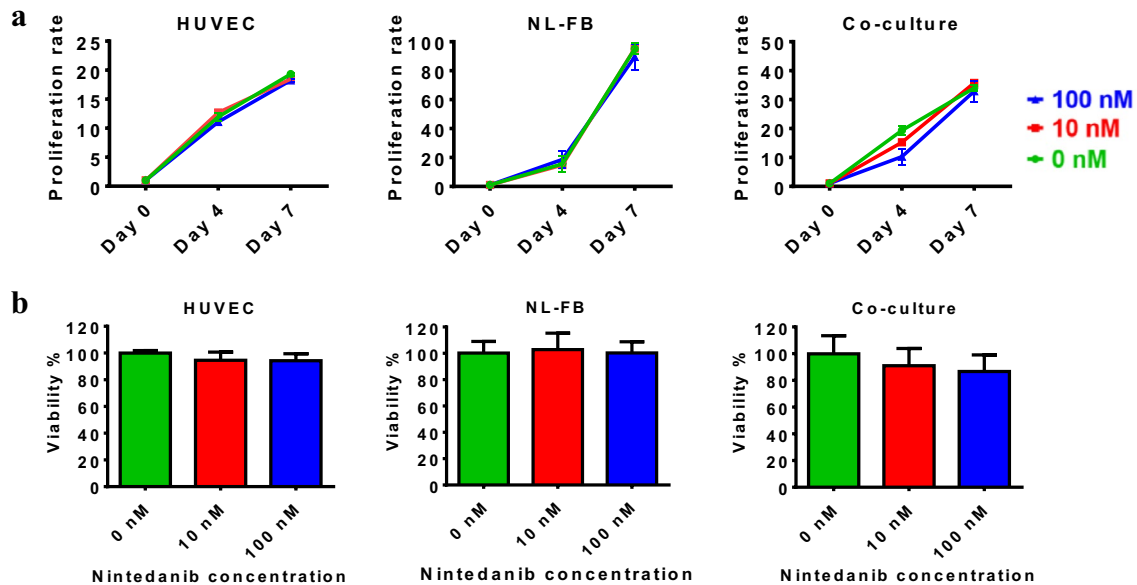 a
HUVEC
Proliferation rate
25
20
15
10
5
0
Day 0
Day 4
Day 7
NL-FB
Proliferation rate
100
80
60
40
20
0
Day 0
Day 4
Day 7
Co-culture
Proliferation rate
50
40
30
20
10
0
Day 0
Day 4
Day 7
100 nM
10 nM
0 nM
b
HUVEC
Viability %
120
100
80
60
40
20
0
0 nM
10 nM
100 nM
Nintedanib concentration
NL-FB
Viability %
120
100
80
60
40
20
0
0 nM
10 nM
100 nM
Nintedanib concentration
Co-culture
Viability %
120
100
80
60
40
20
0
0 nM
10 nM
100 nM
Nintedanib concentration